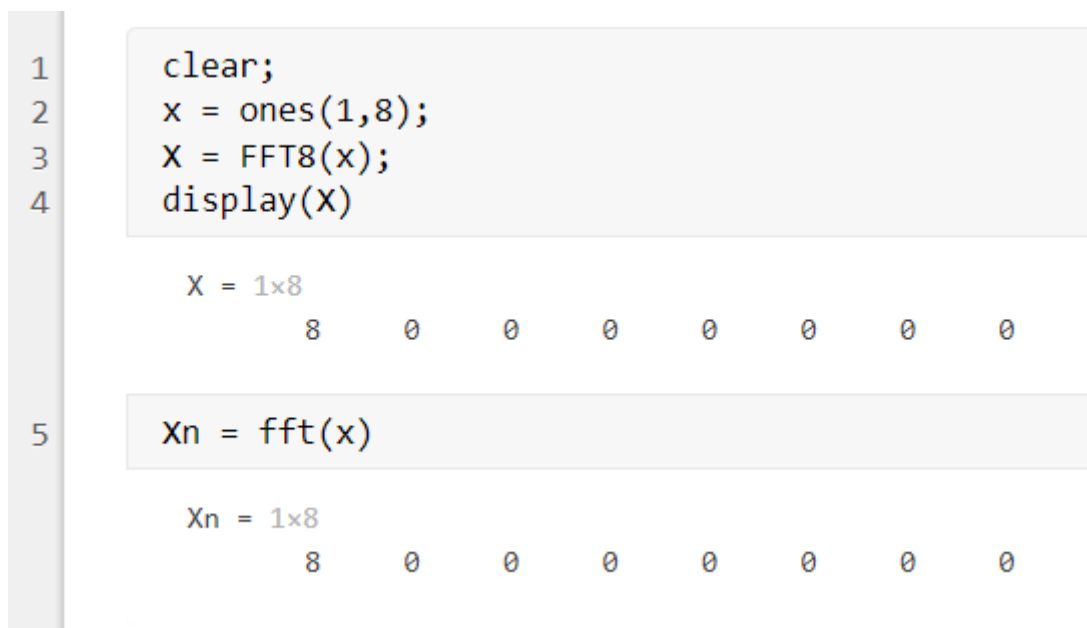 1 clear;
2 x = ones(1,8);
3 X = FFT8(x);
4 display(X)
X = 1×8
8 0 0 0 0 0 0 0
5 Xn = fft(x)
Xn = 1×8
8 0 0 0 0 0 0 0